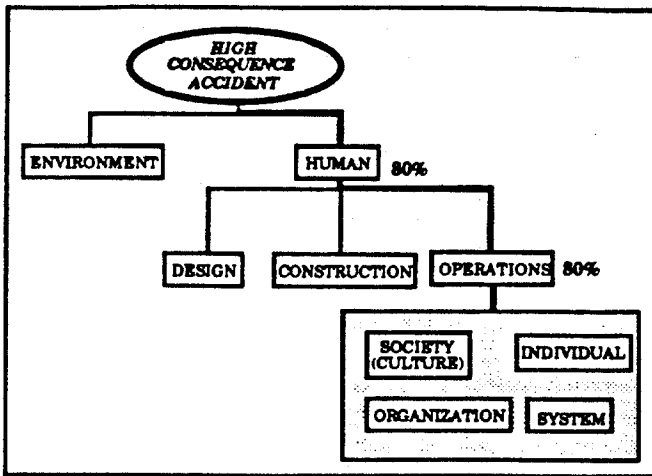 HIGH
CONSEQUENCE
ACCIDENT
ENVIRONMENT
HUMAN 80%
DESIGN
CONSTRUCTION
OPERATIONS 80%
SOCIETY
(CULTURE)
INDIVIDUAL
ORGANIZATION
SYSTEM